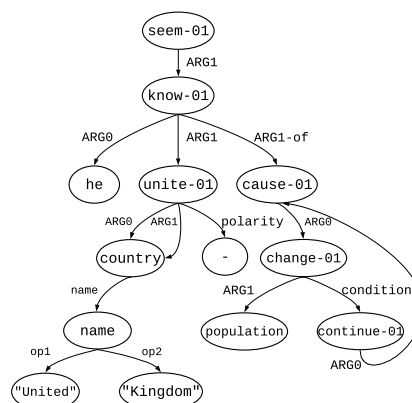 seem-01
ARG1
know-01
ARG0 ARG1 ARG1-of
he unite-01 cause-01
ARG0 ARG1 polarity ARG0
country - change-01
name ARG1 condition
name population continue-01
op1 op2 ARG0
"United" "Kingdom"